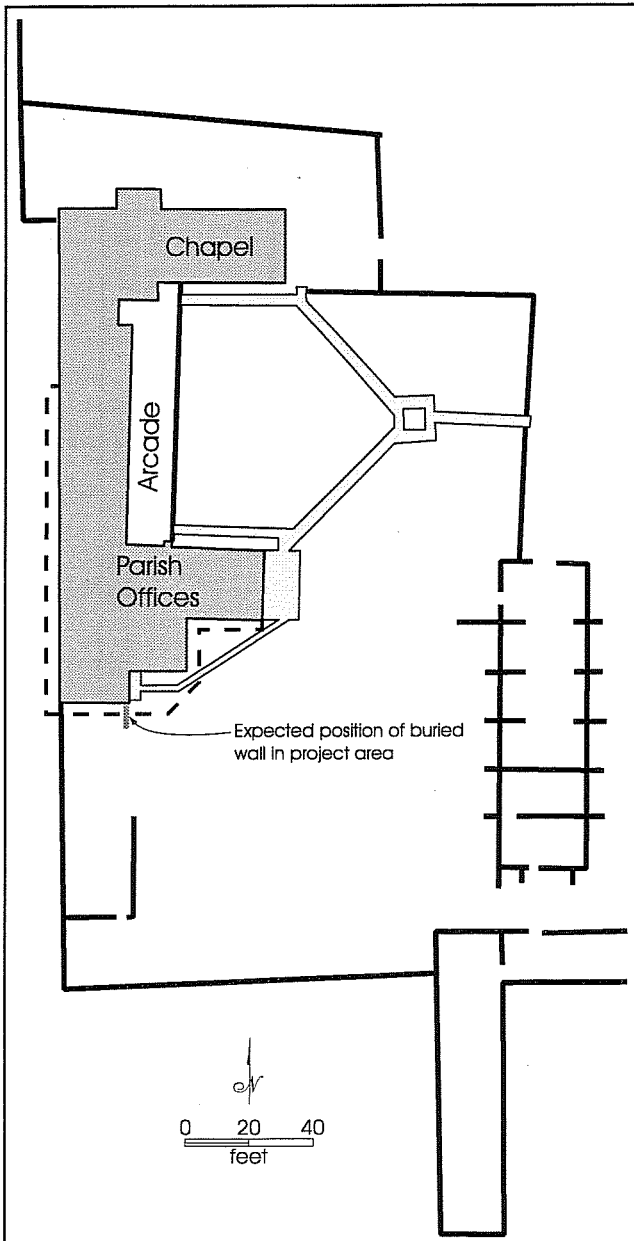 Chapel
Arcade
Parish
Offices
Expected position of buried
wall in project area
N
0 20 40
feet